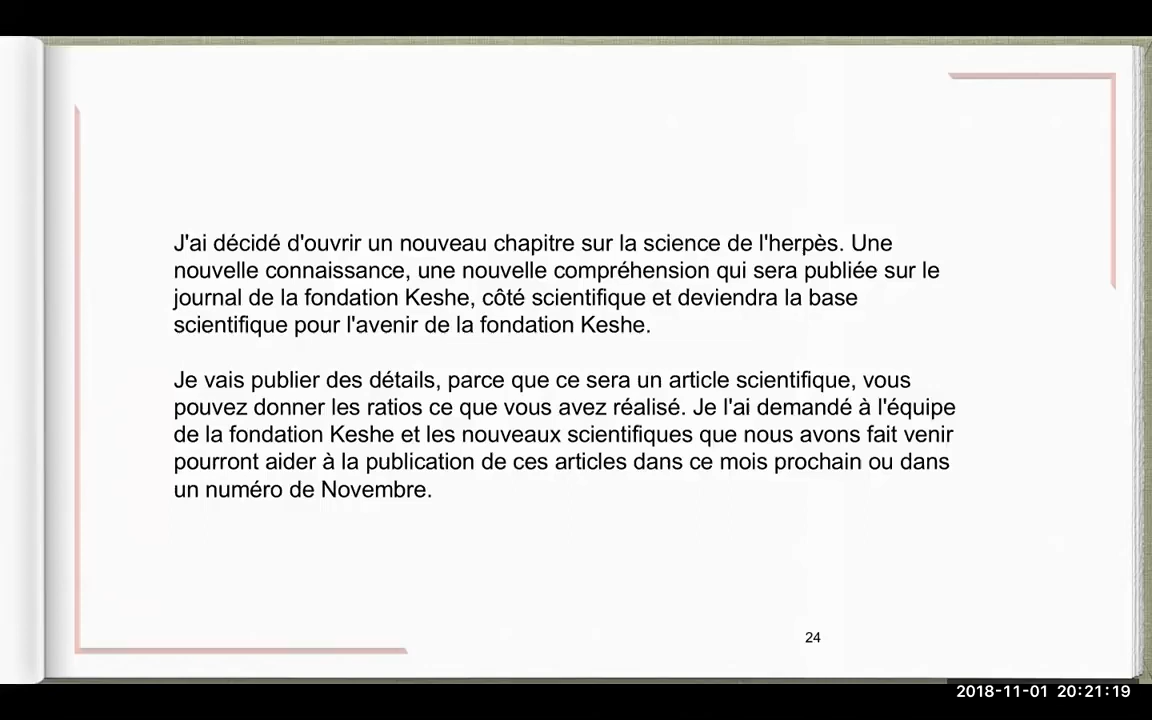 J'ai décidé d'ouvrir un nouveau chapitre sur la science de l'herpès. Une
nouvelle connaissance, une nouvelle compréhension qui sera publiée sur le
journal de la fondation Keshe, côté scientifique et deviendra la base
scientifique pour l'avenir de la fondation Keshe.
Je vais publier des détails, parce que ce sera un article scientifique, vous
pouvez donner les ratios ce que vous avez réalisé. Je l'ai demandé à l'équipe
de la fondation Keshe et les nouveaux scientifiques que nous avons fait venir
pourront aider à la publication de ces articles dans ce mois prochain ou dans
un numéro de Novembre.
24
2018-11-01 20:21:19